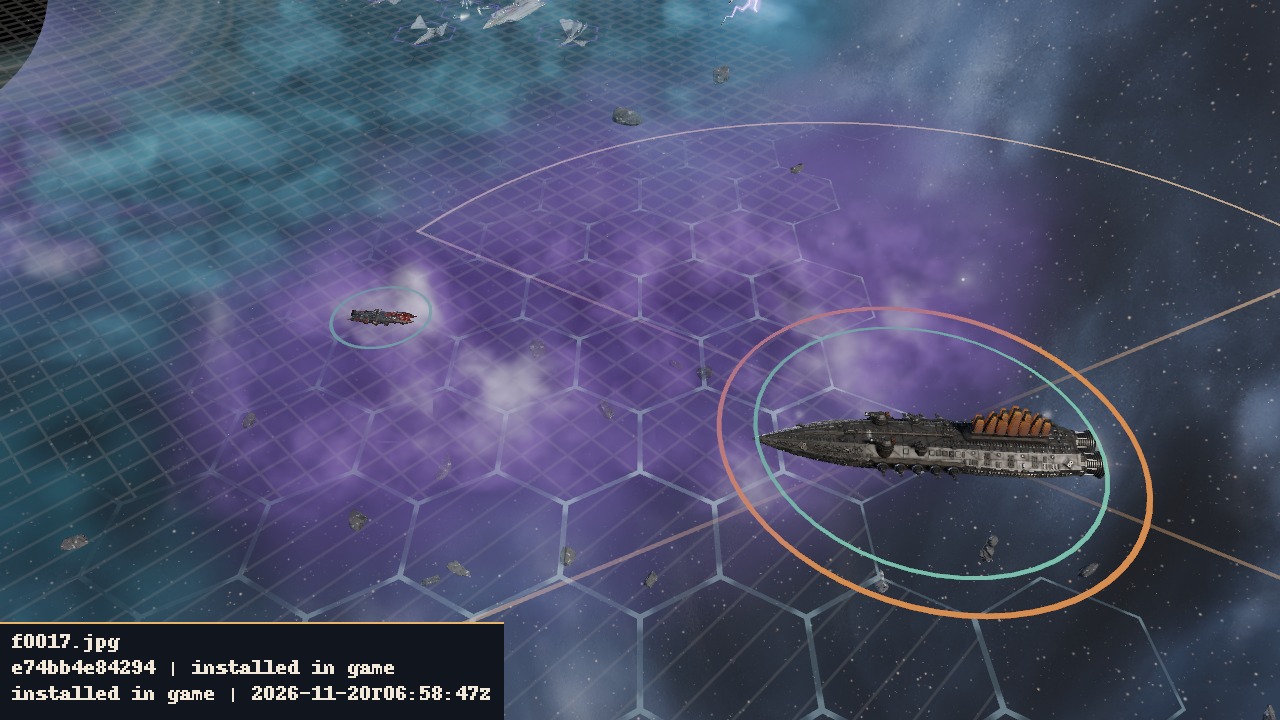 f0017.jpg
e74bb4e84294 | installed in game
installed in game | 2026-11-20T06:58:47Z